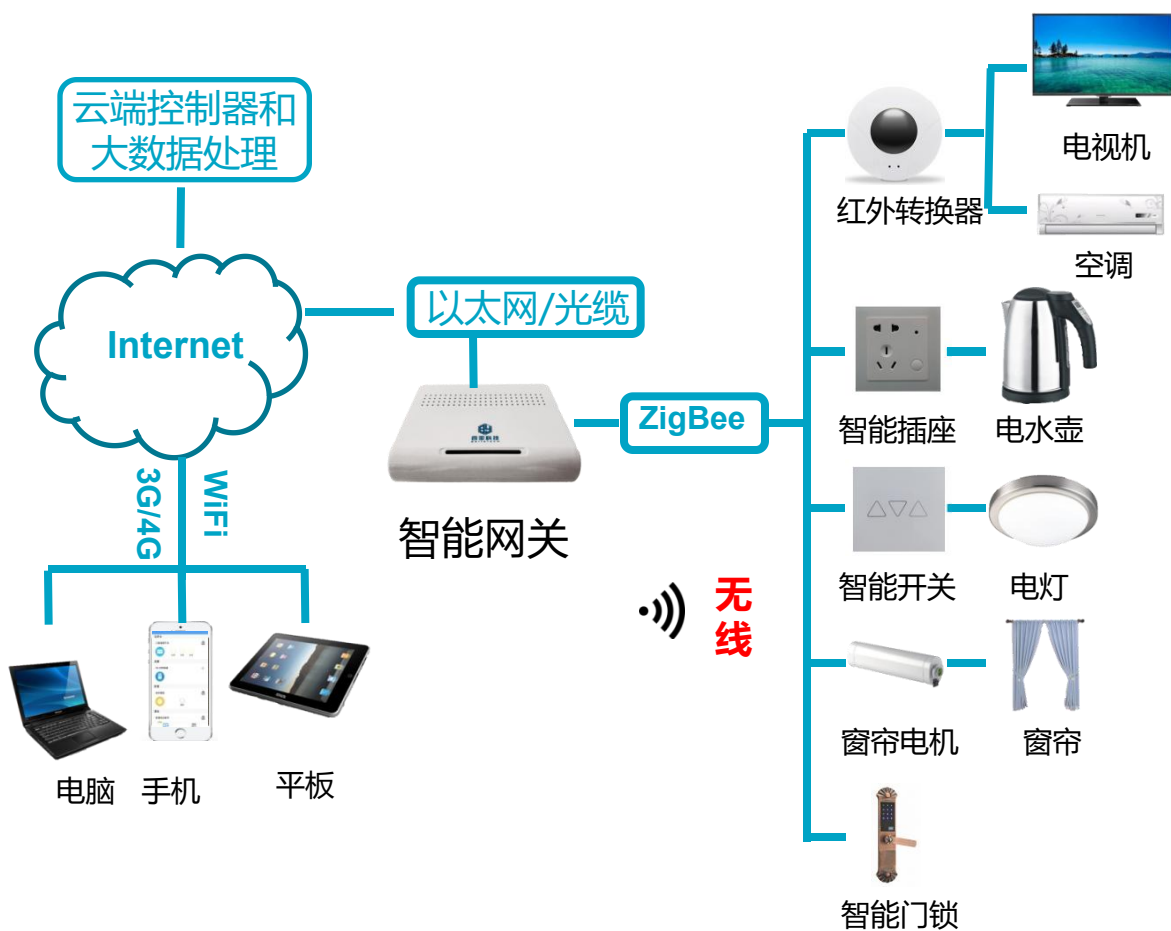 云端控制器和
大数据处理
Internet
以太网/光缆
智能网关
ZigBee
WiFi
3G/4G
电脑
手机
平板
无
线
红外转换器
电视机
空调
智能插座
电水壶
智能开关
电灯
窗帘电机
窗帘
智能门锁